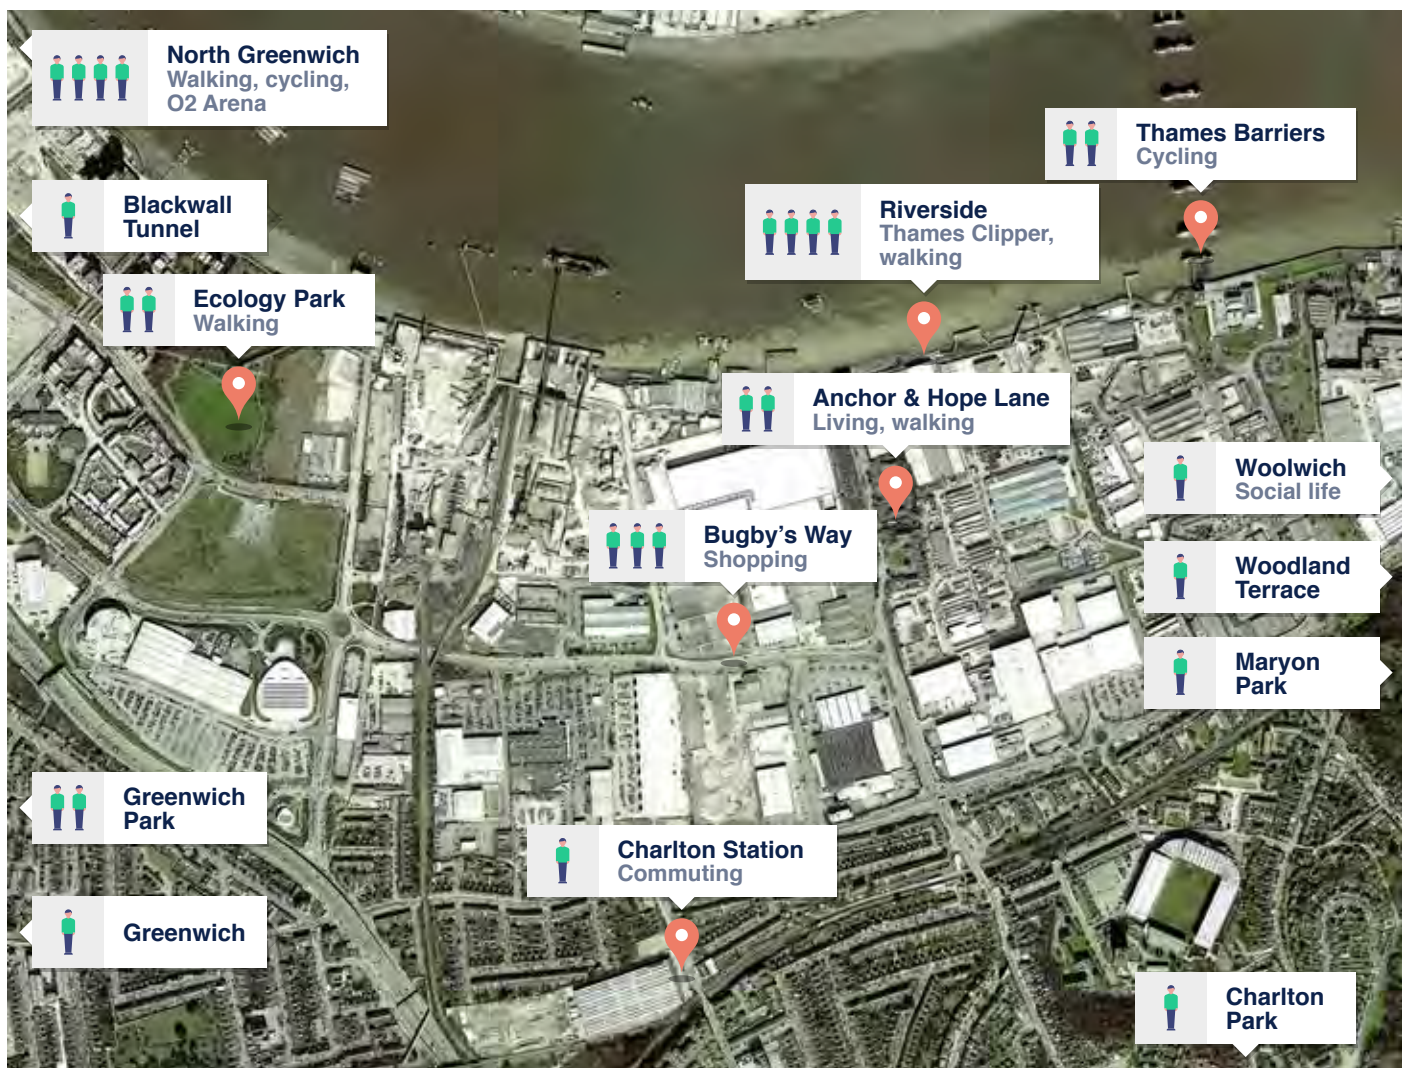 North Greenwich
Walking, cycling,
O2 Arena
Thames Barriers
Cycling
Blackwall
Tunnel
Riverside
Thames Clipper,
walking
Ecology Park
Walking
Anchor & Hope Lane
Living, walking
Woolwich
Social life
Bugby’s Way
Shopping
Woodland
Terrace
Maryon
Park
Greenwich
Park
Charlton Station
Commuting
Greenwich
Charlton
Park